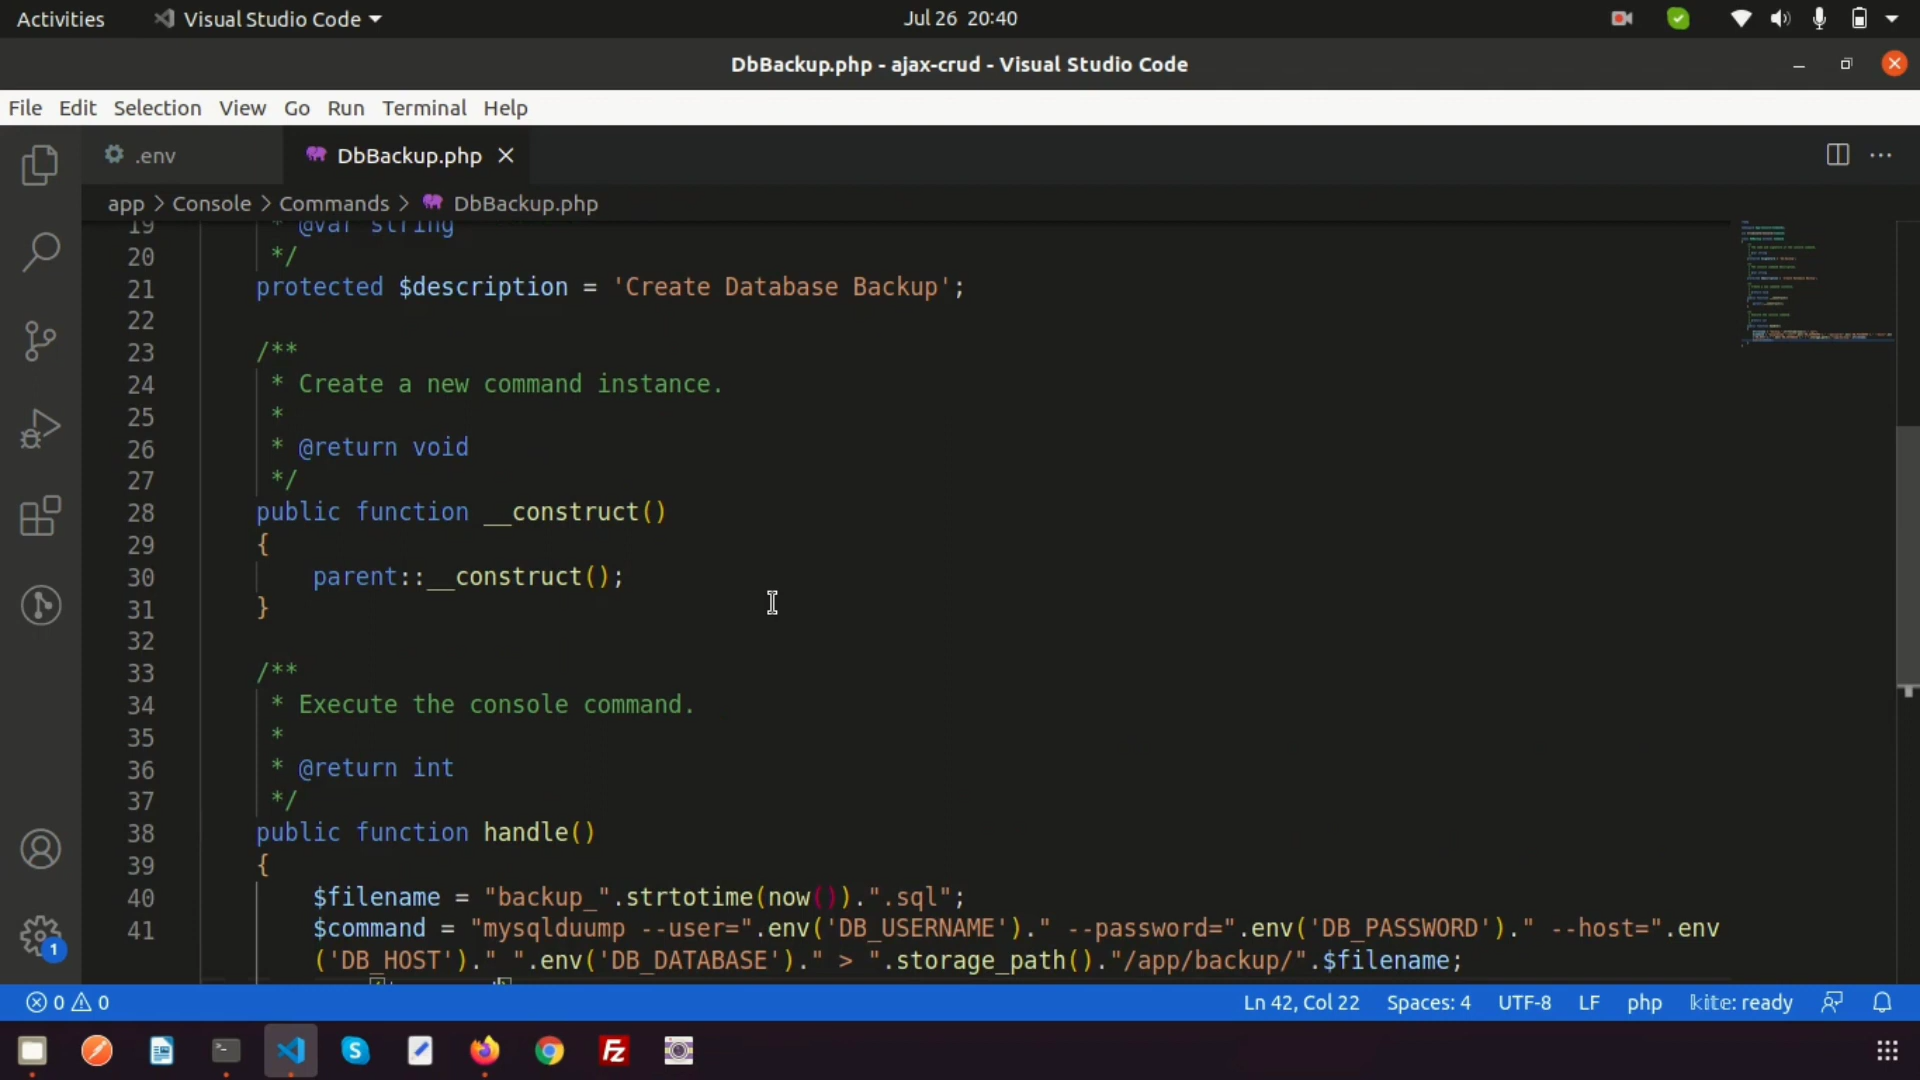 Activities Visual Studio Code Jul 26 20:40
DbBackup.php - ajax-crud - Visual Studio Code
File Edit Selection View Go Run Terminal Help
.env DbBackup.php
app > Console > Commands > DbBackup.php
19 * @var string
20 */
21 protected $description = 'Create Database Backup';
22
23 /**
24 * Create a new command instance.
25 *
26 * @return void
27 */
28 public function __construct()
29 {
30 parent::__construct();
31 }
32
33 /**
34 * Execute the console command.
35 *
36 * @return int
37 */
38 public function handle()
39 {
40 $filename = "backup_".strtotime(now()).".sql";
41 $command = "mysqlduump --user=".env('DB_USERNAME')." --password=".env('DB_PASSWORD')." --host=".env
('DB_HOST')." ".env('DB_DATABASE')." > ".storage_path()."/app/backup/".$filename;
1
0 0 Ln 42, Col 22 Spaces: 4 UTF-8 LF php kite: ready